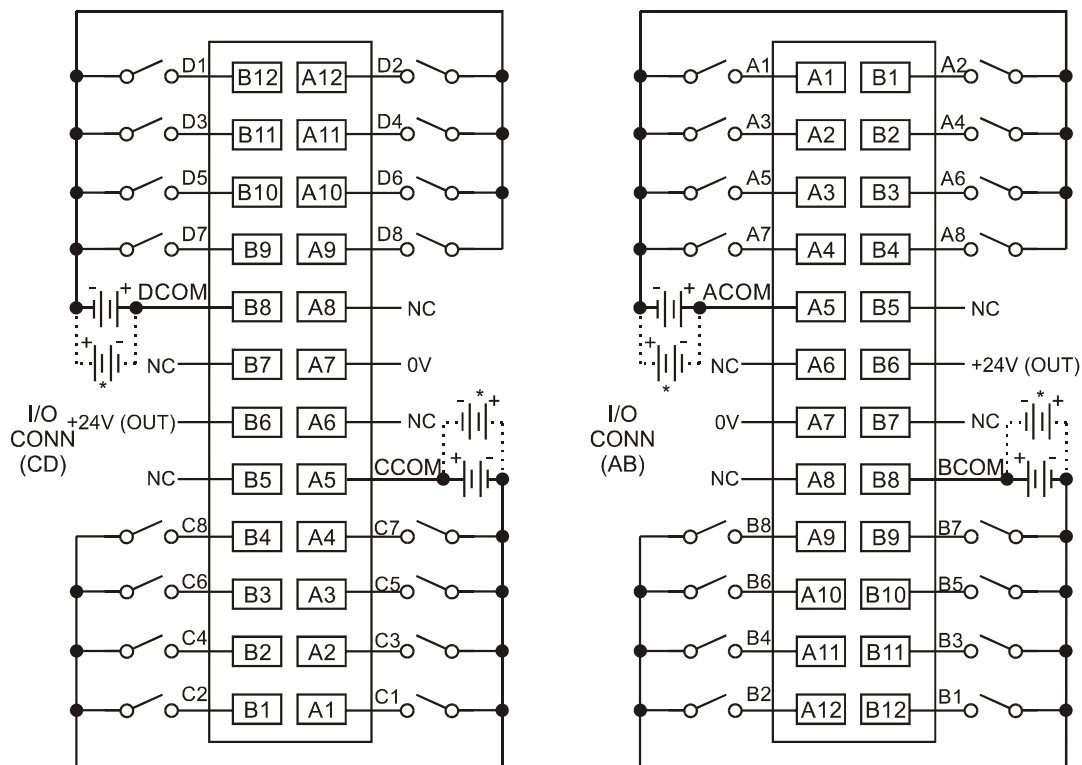 D1 B12 A12 D2
D3 B11 A11 D4
D5 B10 A10 D6
D7 B9 A9 D8
- + DCOM B8 A8 NC
+ - * NC B7 A7 0V
I/O CONN (CD)
+24V (OUT) B6 A6 NC - * +
NC B5 A5 CCOM + -
C8 B4 A4 C7
C6 B3 A3 C5
C4 B2 A2 C3
C2 B1 A1 C1
A1 A1 B1 A2
A3 A2 B2 A4
A5 A3 B3 A6
A7 A4 B4 A8
- + ACOM A5 B5 NC
+ - * NC A6 B6 +24V (OUT)
I/O CONN (AB)
0V A7 B7 NC - * +
NC A8 B8 BCOM + -
B8 A9 B9 B7
B6 A10 B10 B5
B4 A11 B11 B3
B2 A12 B12 B1